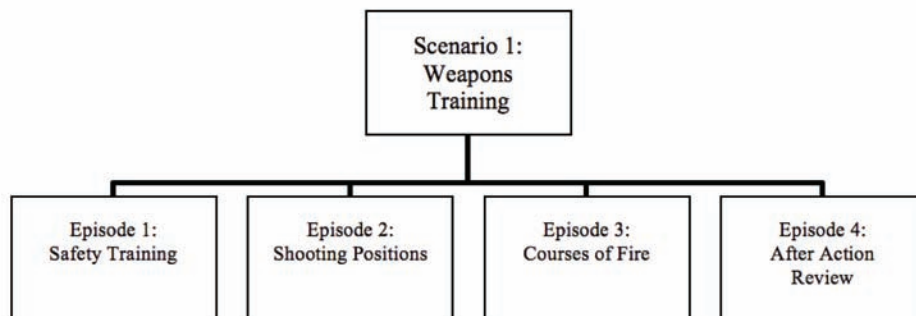 Scenario 1:
Weapons
Training
Episode 1:
Safety Training
Episode 2:
Shooting Positions
Episode 3:
Courses of Fire
Episode 4:
After Action
Review